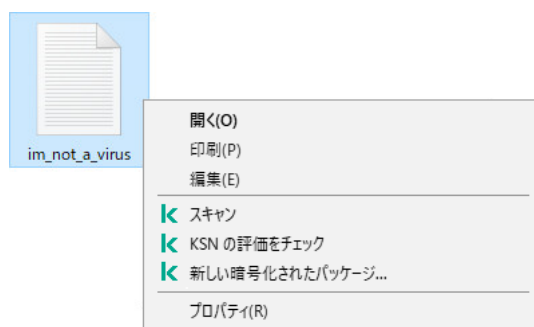 im_not_a_virus
開く(O)
印刷(P)
編集(E)
スキャン
KSN の評価をチェック
新しい暗号化されたパッケージ...
プロパティ(R)